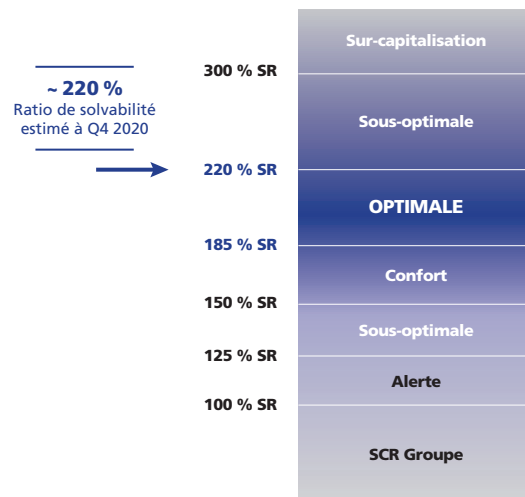 Sur-capitalisation
300 % SR
~ 220 %
Ratio de solvabilité
estimé à Q4 2020
Sous-optimale
220 % SR
OPTIMALE
185 % SR
Confort
150 % SR
Sous-optimale
125 % SR
Alerte
100 % SR
SCR Groupe